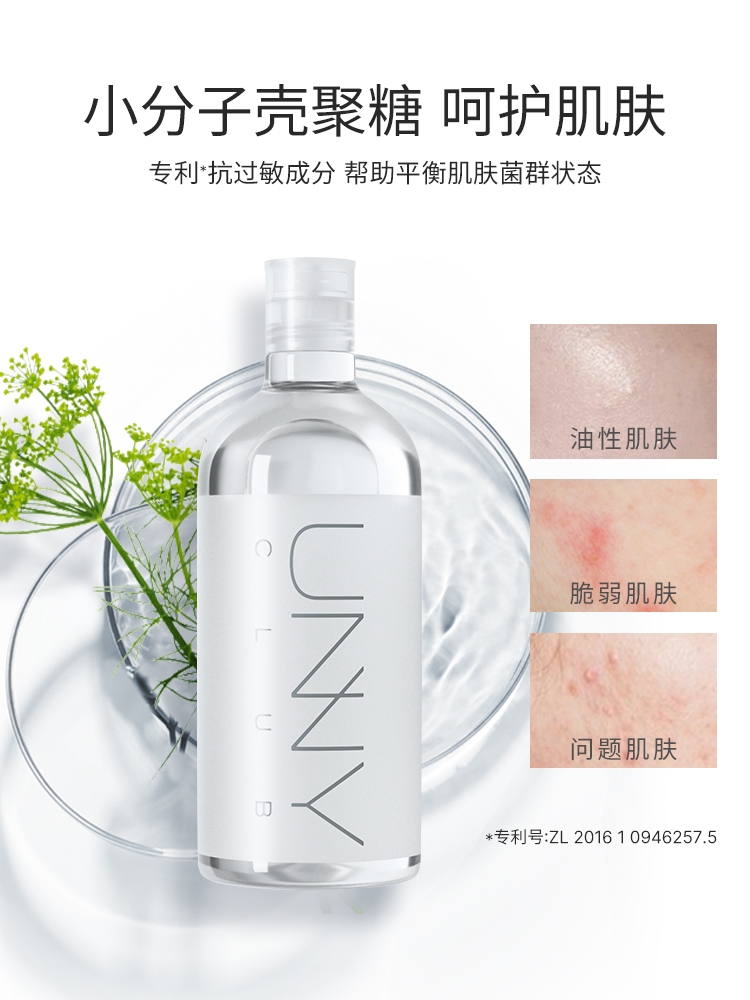 小分子壳聚糖 呵护肌肤
专利*抗过敏成分 帮助平衡肌肤菌群状态
UNNY
CLUB
油性肌肤
脆弱肌肤
问题肌肤
*专利号:ZL 2016 1 0946257.5